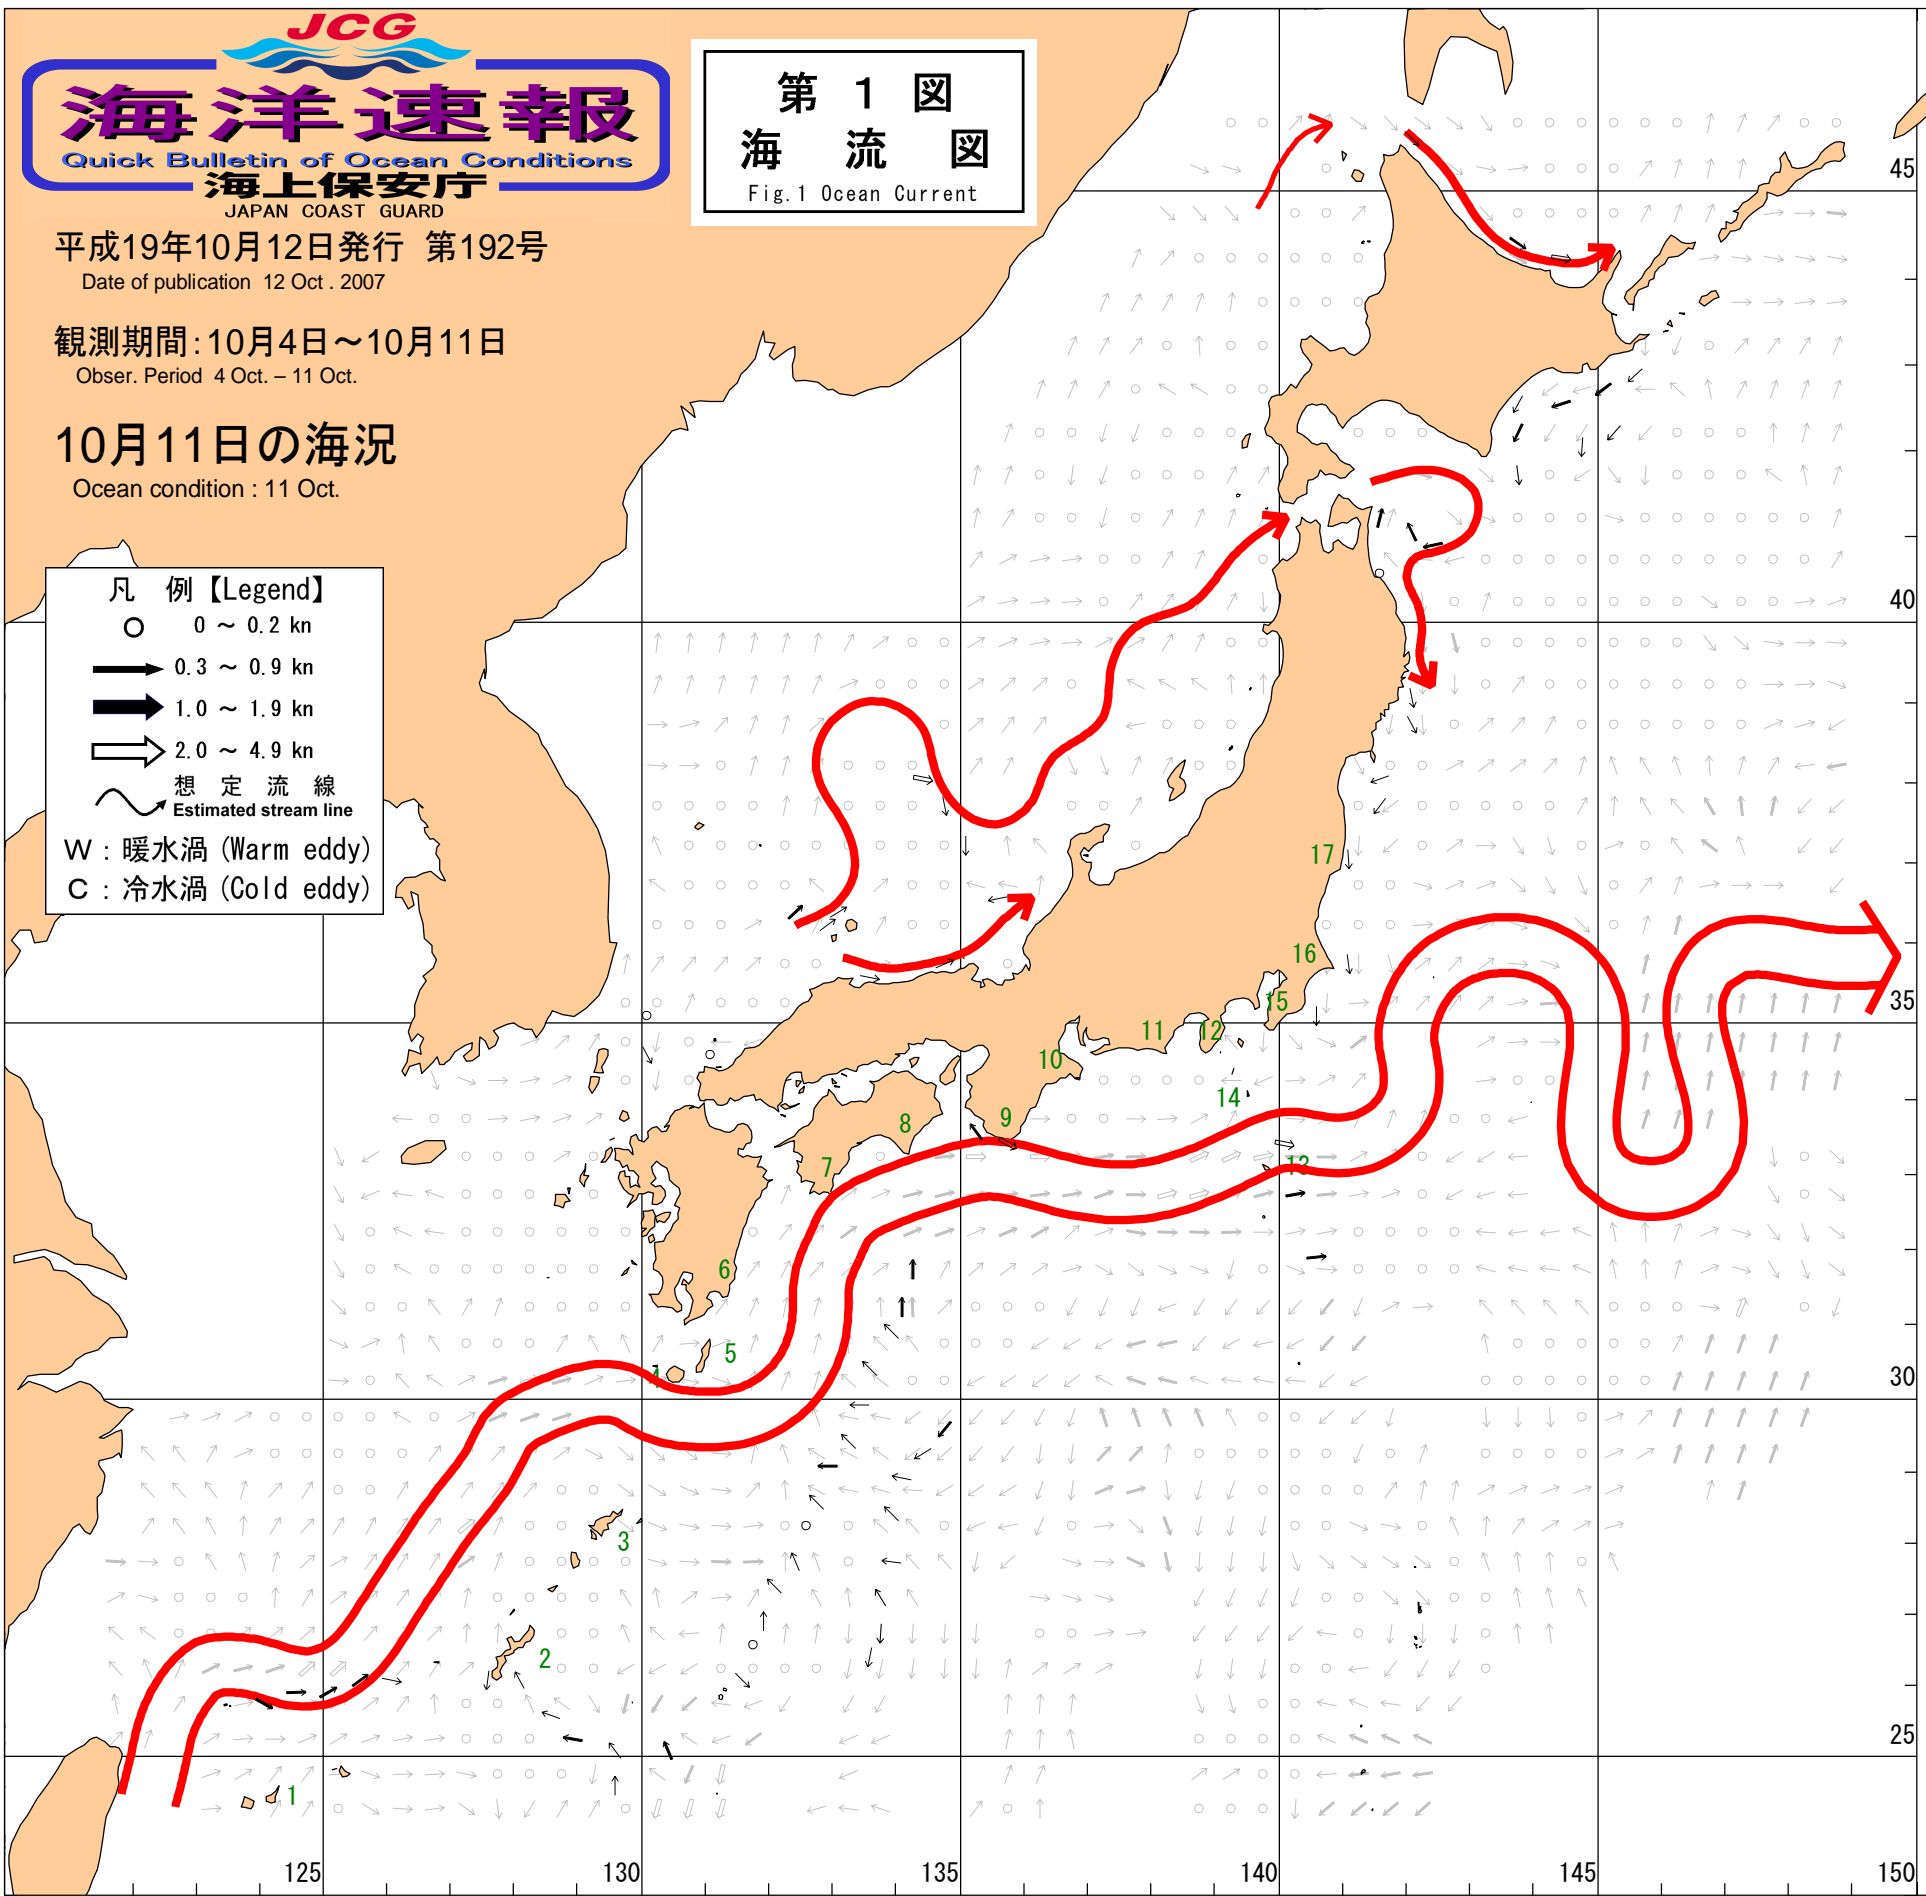 JCG
海洋速報
Quick Bulletin of Ocean Conditions
海上保安庁
JAPAN COAST GUARD
平成19年10月12日発行 第192号
Date of publication 12 Oct . 2007
観測期間：10月4日～10月11日
Obser. Period 4 Oct. – 11 Oct.
10月11日の海況
Ocean condition : 11 Oct.
第 1 図
海 流 図
Fig.1 Ocean Current
凡 例【Legend】
0 ～ 0.2 kn
0.3 ～ 0.9 kn
1.0 ～ 1.9 kn
2.0 ～ 4.9 kn
想 定 流 線
Estimated stream line
W : 暖水渦 (Warm eddy)
C : 冷水渦 (Cold eddy)
45
40
17
16
35
15
11
12
10
14
8
9
7
13
6
5
4
30
3
2
25
1
125
130
135
140
145
150